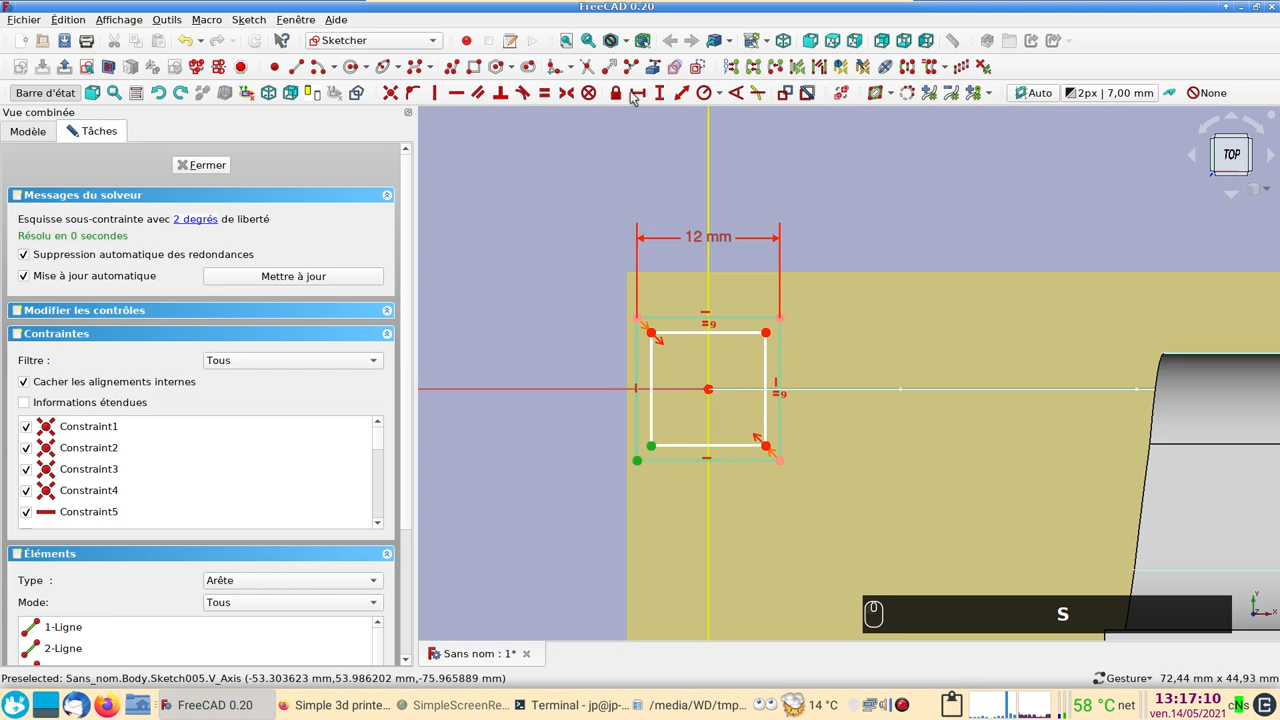 FreeCAD 0.20
Fichier Édition Affichage Outils Macro Sketch Fenêtre Aide
Sketcher
Barre d'état Auto 2px | 7,00 mm None
Vue combinée
Modèle Tâches
Fermer
Messages du solveur
Esquisse sous-contrainte avec 2 degrés de liberté
Résolu en 0 secondes
Suppression automatique des redondances
Mise à jour automatique Mettre à jour
Modifier les contrôles
Contraintes
Filtre : Tous
Cacher les alignements internes
Informations étendues
Constraint1
Constraint2
Constraint3
Constraint4
Constraint5
Éléments
Type : Arête
Mode: Tous
1-Ligne
2-Ligne
12 mm
9
9
TOP
S
Y
Z X
Sans nom : 1*
Preselected: Sans_nom.Body.Sketch005.V_Axis (-53.303623 mm,53.986202 mm,-75.965889 mm) Gesture 72,44 mm x 44,93 mm
FreeCAD 0.20 Simple 3d printe... SimpleScreenRe... Terminal - jp@jp-... /media/WD/tmp... 14 °C 58 °C net 13:17:10 cNs
ven.14/05/2021